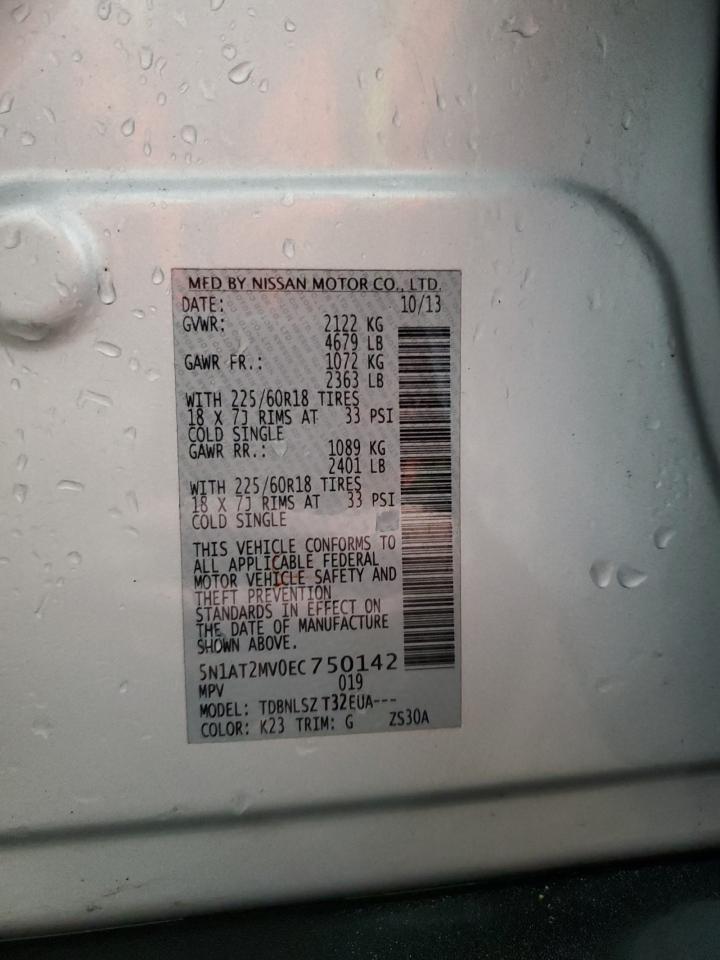 MFD BY NISSAN MOTOR CO., LTD.
DATE: 10/13
GVWR: 2122 KG
4679 LB
GAWR FR.: 1072 KG
2363 LB
WITH 225/60R18 TIRES
18 X 7J RIMS AT 33 PSI
COLD SINGLE
GAWR RR.: 1089 KG
2401 LB
WITH 225/60R18 TIRES
18 X 7J RIMS AT 33 PSI
COLD SINGLE
THIS VEHICLE CONFORMS TO
ALL APPLICABLE FEDERAL
MOTOR VEHICLE SAFETY AND
THEFT PREVENTION
STANDARDS IN EFFECT ON
THE DATE OF MANUFACTURE
SHOWN ABOVE.
5N1AT2MV0EC750142
MPV 019
MODEL: TDBNLSZ T32EUA---
COLOR: K23 TRIM: G ZS30A